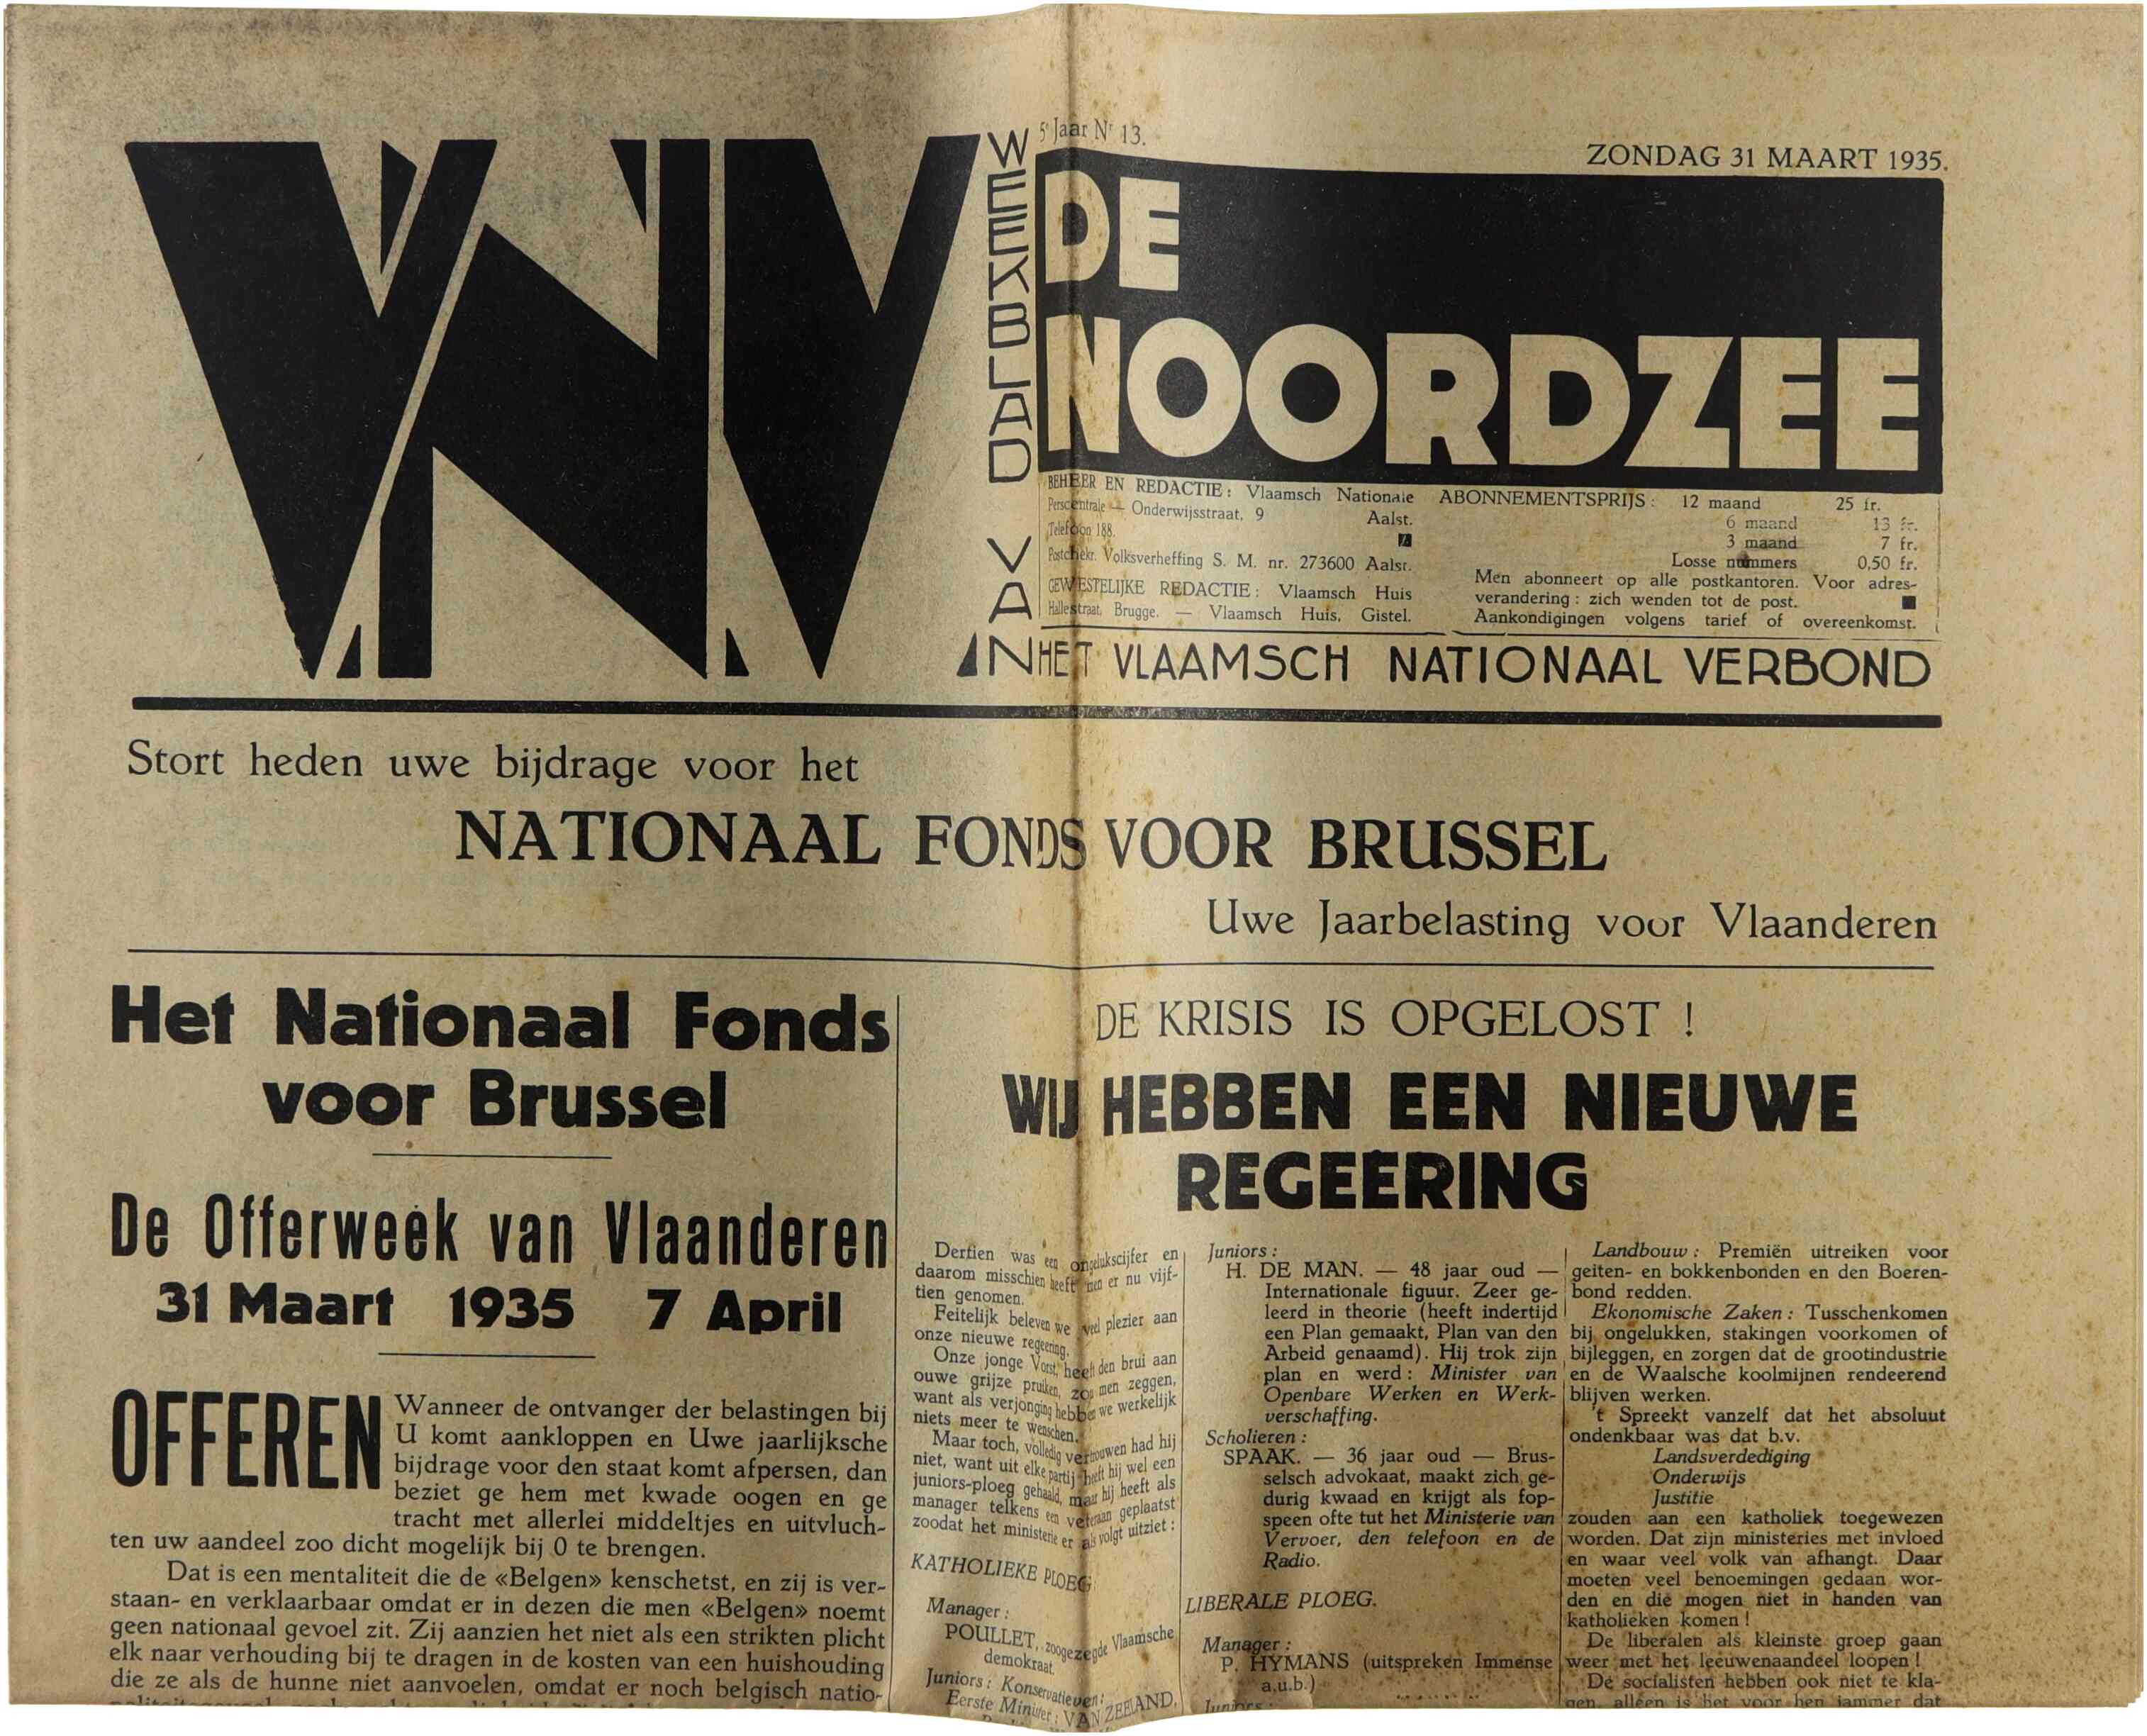 VNV
WEEKBLAD VAN
5e Jaar Nr 13.
ZONDAG 31 MAART 1935.
DE
NOORDZEE
BEHEER EN REDACTIE : Vlaamsch Nationale
Perscentrale — Onderwijsstraat, 9 Aalst.
Telefoon 188.
Postchekr. Volksverheffing S. M. nr. 273600 Aalst.
GEWESTELIJKE REDACTIE : Vlaamsch Huis
Hallestraat, Brugge. — Vlaamsch Huis, Gistel.
ABONNEMENTSPRIJS : 12 maand 25 fr.
6 maand 13 fr.
3 maand 7 fr.
Losse nummers 0,50 fr.
Men abonneert op alle postkantoren. Voor adres-
verandering : zich wenden tot de post.
Aankondigingen volgens tarief of overeenkomst.
HET VLAAMSCH NATIONAAL VERBOND
Stort heden uwe bijdrage voor het
NATIONAAL FONDS VOOR BRUSSEL
Uwe Jaarbelasting voor Vlaanderen
Het Nationaal Fonds
voor Brussel
De Offerweek van Vlaanderen
31 Maart 1935 7 April
OFFEREN
Wanneer de ontvanger der belastingen bij
U komt aankloppen en Uwe jaarlijksche
bijdrage voor den staat komt afpersen, dan
beziet ge hem met kwade oogen en ge
tracht met allerlei middeltjes en uitvluch-
ten uw aandeel zoo dicht mogelijk bij 0 te brengen.
Dat is een mentaliteit die de «Belgen» kenschetst, en zij is ver-
staan- en verklaarbaar omdat er in dezen die men «Belgen» noemt
geen nationaal gevoel zit. Zij aanzien het niet als een strikten plicht
elk naar verhouding bij te dragen in de kosten van een huishouding
die ze als de hunne niet aanvoelen, omdat er noch belgisch natio-
DE KRISIS IS OPGELOST !
WIJ HEBBEN EEN NIEUWE
REGEERING
Dertien was een ongelukscijfer en
daarom misschien heeft men er nu vijf-
tien genomen.
Feitelijk beleven we veel plezier aan
onze nieuwe regeering.
Onze jonge Vorst, heeft den brui aan
ouwe grijze pruiken, zou men zeggen,
want als verjonging hebben we werkelijk
niets meer te wenschen.
Maar toch, volledig vertrouwen had hij
niet, want uit elke partij heeft hij wel een
juniors-ploeg gehaald, maar hij heeft als
manager telkens een veteraan geplaatst
zoodat het ministerie er als volgt uitziet :
KATHOLIEKE PLOEG
Manager :
POULLET, zoogezegde Vlaamsche
demokraat
Juniors : Konservatieven :
Eerste Minister : VAN ZEELAND,
Juniors :
H. DE MAN. — 48 jaar oud —
Internationale figuur. Zeer ge-
leerd in theorie (heeft indertijd
een Plan gemaakt, Plan van den
Arbeid genaamd). Hij trok zijn
plan en werd : Minister van
Openbare Werken en Werk-
verschaffing.
Scholieren :
SPAAK. — 36 jaar oud — Brus-
selsch advokaat, maakt zich ge-
durig kwaad en krijgt als fop-
speen ofte tut het Ministerie van
Vervoer, den telefoon en de
Radio.
LIBERALE PLOEG.
Manager :
P. HYMANS (uitspreken Immense
a.u.b.)
Juniors :
Landbouw : Premiën uitreiken voor
geiten- en bokkenbonden en den Boeren-
bond redden.
Ekonomische Zaken : Tusschenkomen
bij ongelukken, stakingen voorkomen of
bijleggen, en zorgen dat de grootindustrie
en de Waalsche koolmijnen rendeerend
blijven werken.
't Spreekt vanzelf dat het absoluut
ondenkbaar was dat b.v.
Landsverdediging
Onderwijs
Justitie
zouden aan een katholiek toegewezen
worden. Dat zijn ministeries met invloed
en waar veel volk van afhangt. Daar
moeten veel benoemingen gedaan wor-
den en die mogen niet in handen van
katholieken komen !
De liberalen als kleinste groep gaan
weer met het leeuwenaandeel loopen !
De socialisten hebben ook niet te kla-
gen, alleen is het voor hen jammer dat